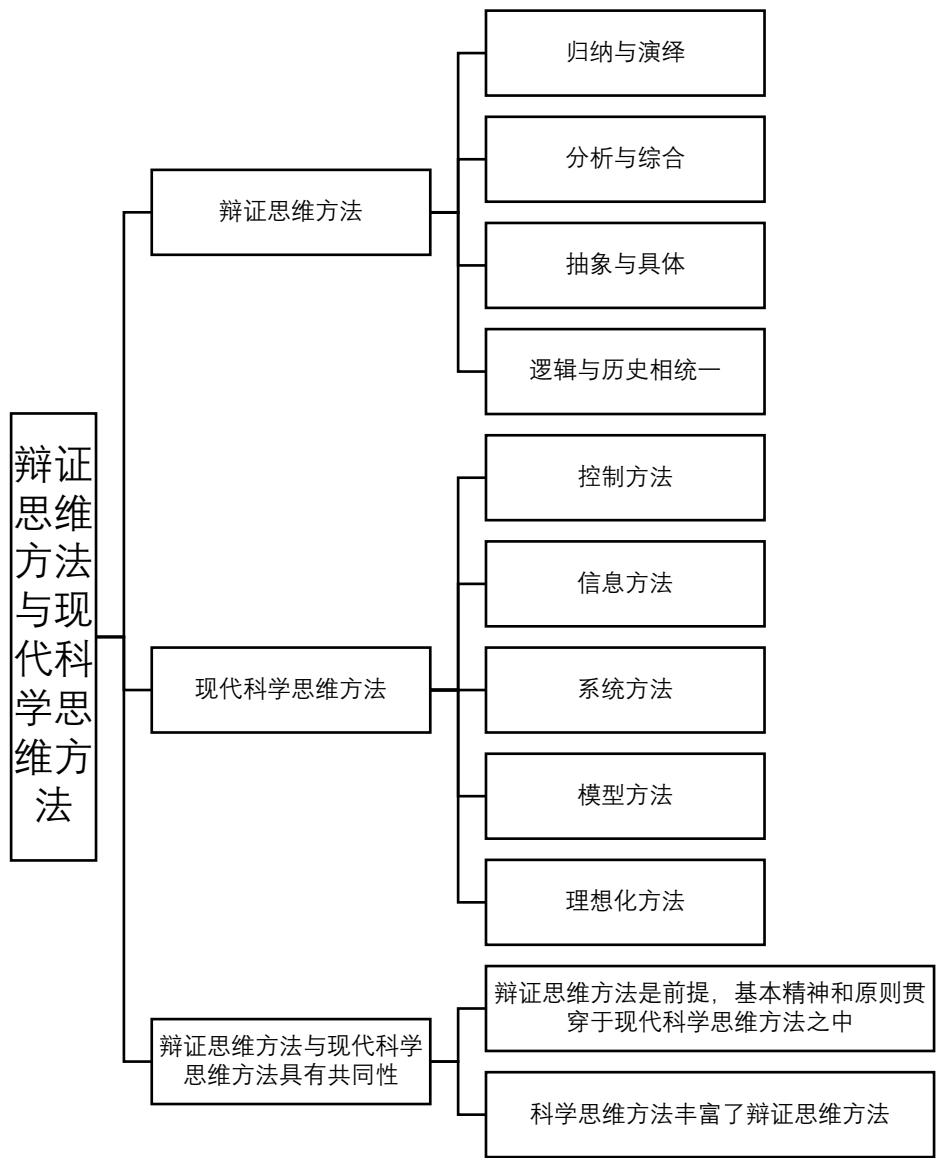 归纳与演绎
分析与综合
辩证思维方法
抽象与具体
逻辑与历史相统一
辩证
思维
方法
与现
代科
学思
维方
法
控制方法
信息方法
现代科学思维方法
系统方法
模型方法
理想化方法
辩证思维方法与现代科学
思维方法具有共同性
辩证思维方法是前提，基本精神和原则贯
穿于现代科学思维方法之中
科学思维方法丰富了辩证思维方法